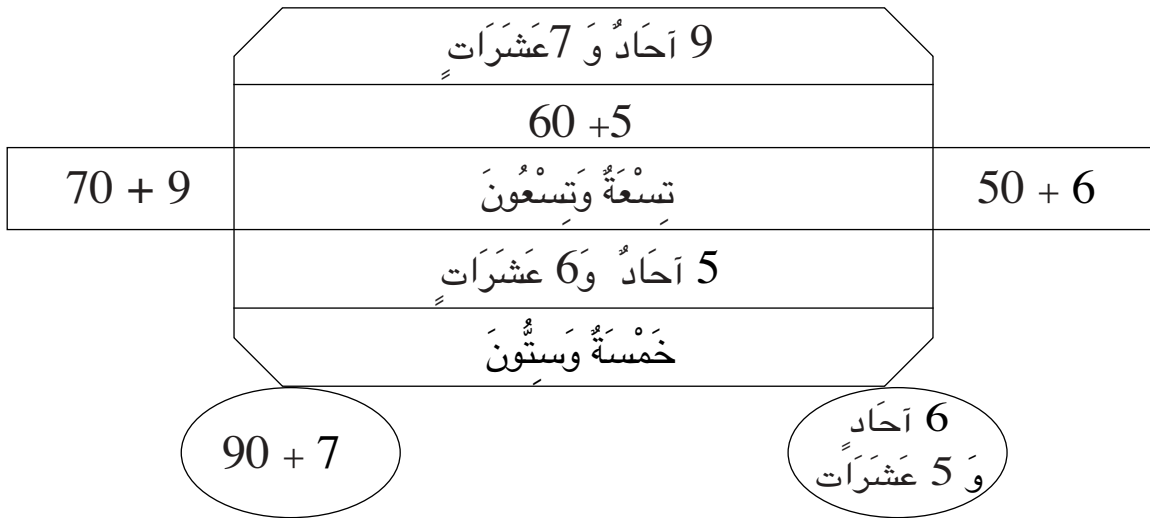 9 آحَادٌ وَ 7عَشَرَاتٍ
60 +5
50 + 6
تِسْعَةٌ وَتِسْعُونَ
70 + 9
5 آحَادٌ وَ6 عَشَرَاتٍ
خَمْسَةٌ وَسِتُّونَ
6 آحَادٍ
وَ 5 عَشَرَات
90 + 7